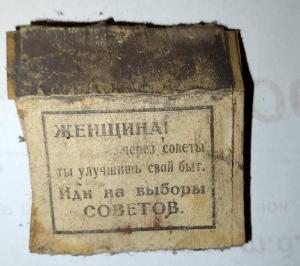 ЖЕНЩИНА!
через советы
ты улучшишь свой быт.
Иди на выборы
СОВЕТОВ.